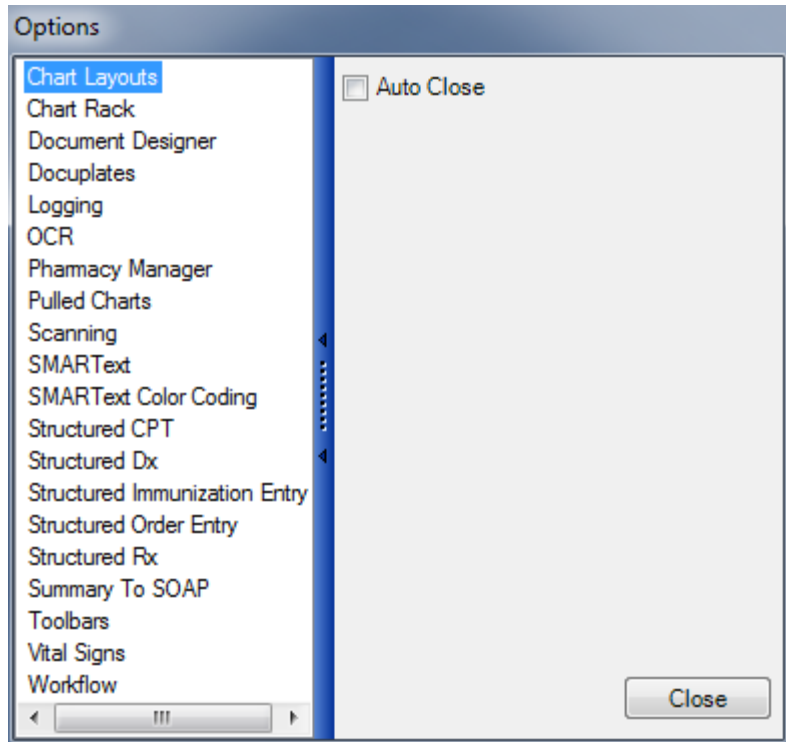 Options
Chart Layouts
Chart Rack
Document Designer
Docuplates
Logging
OCR
Pharmacy Manager
Pulled Charts
Scanning
SMARText
SMARText Color Coding
Structured CPT
Structured Dx
Structured Immunization Entry
Structured Order Entry
Structured Rx
Summary To SOAP
Toolbars
Vital Signs
Workflow
Auto Close
Close